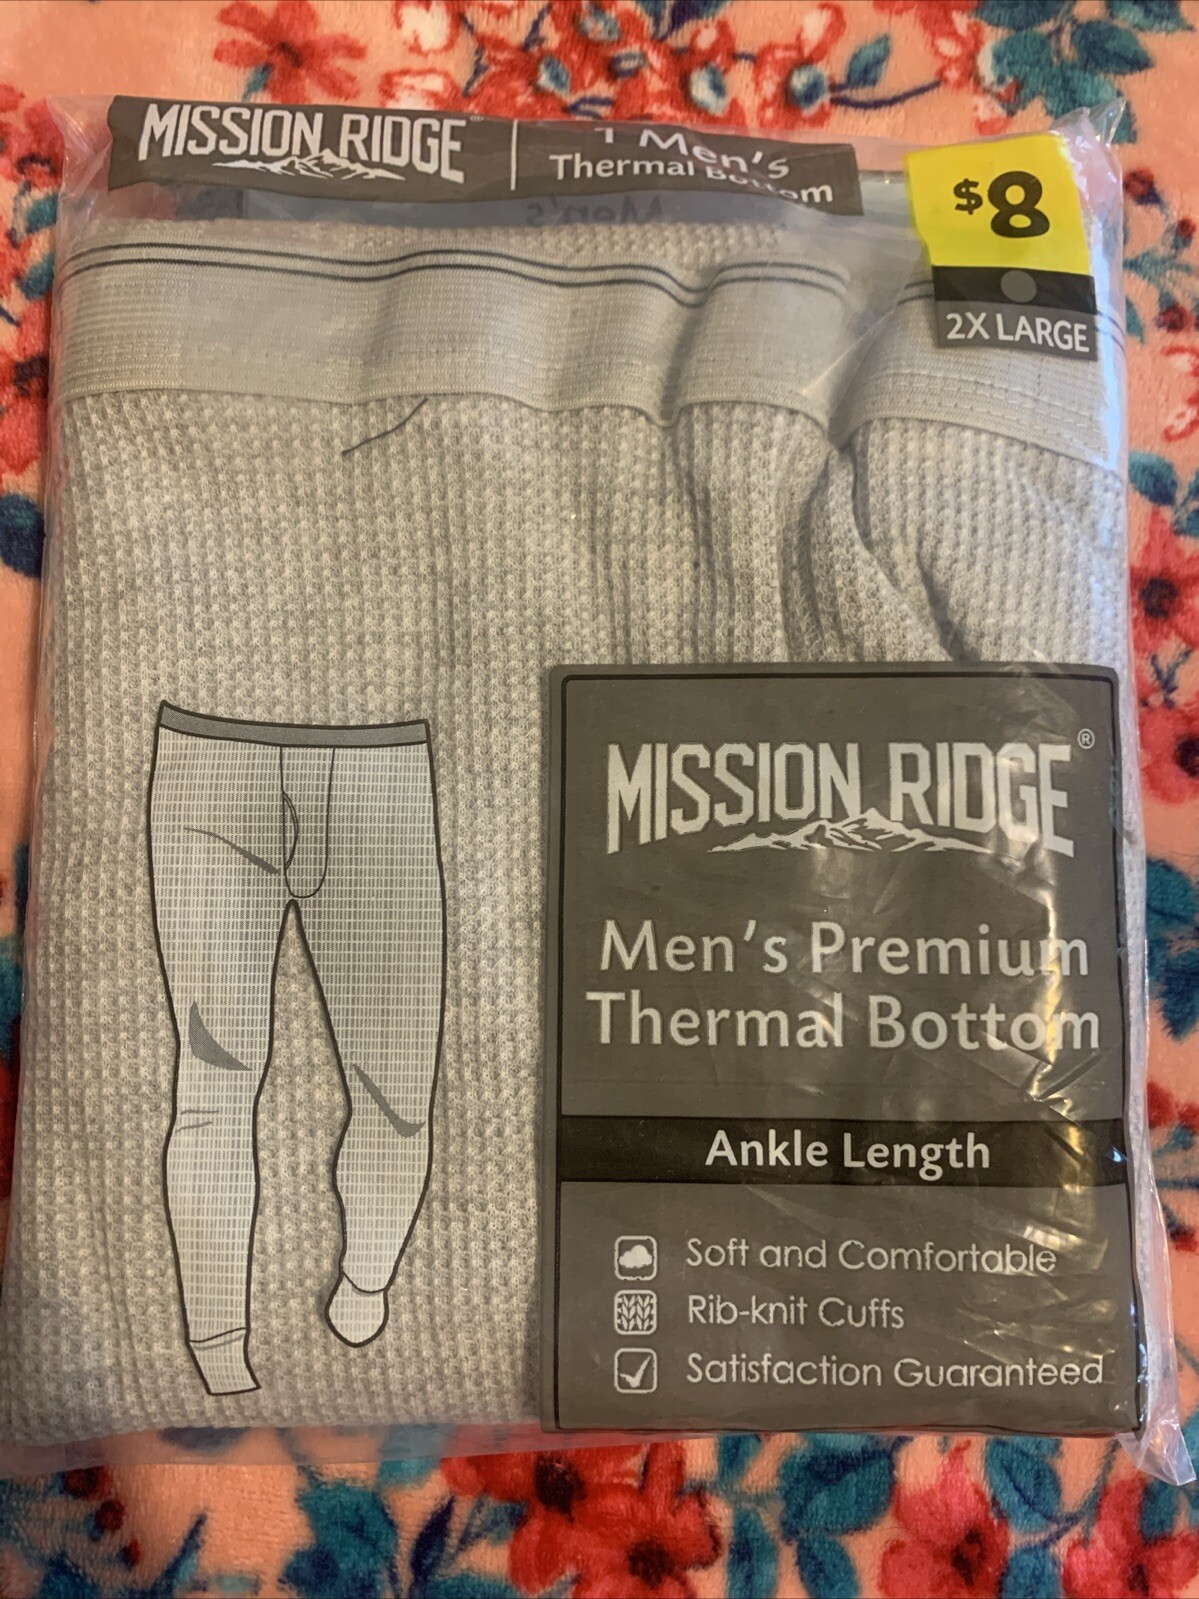 MISSION RIDGE®
1 Men's
Thermal Bottom
Men's
$8
2X LARGE
MISSION RIDGE®
Men's Premium
Thermal Bottom
Ankle Length
Soft and Comfortable
Rib-knit Cuffs
Satisfaction Guaranteed